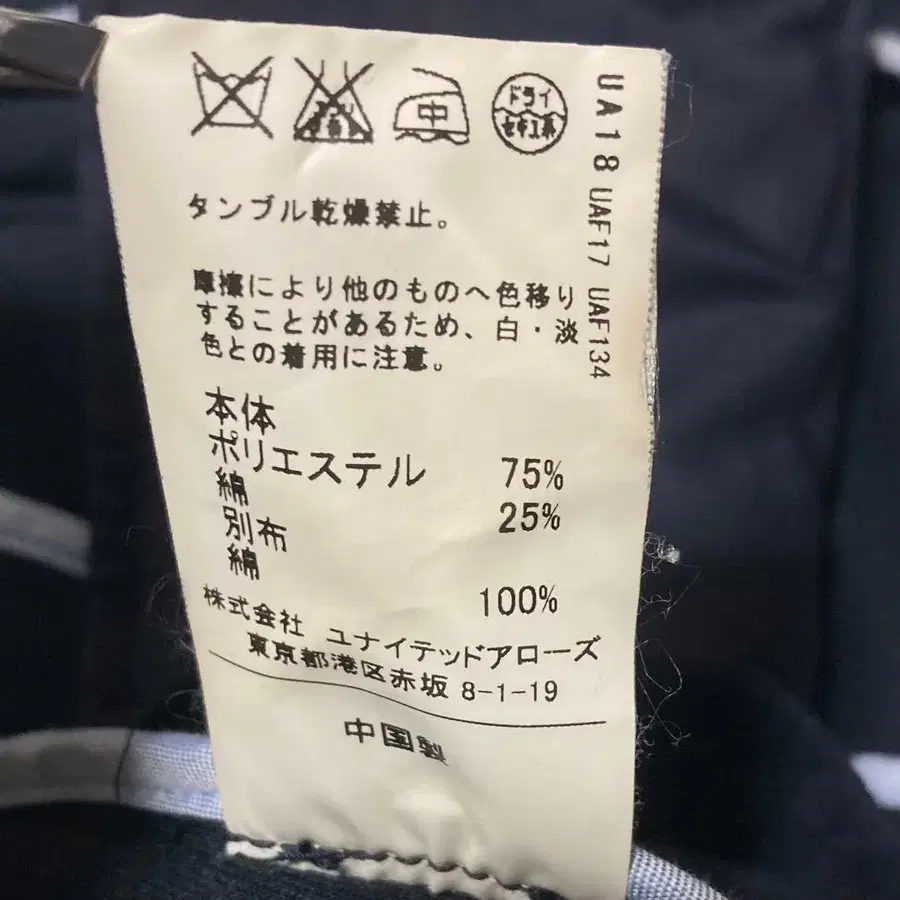 中
ドライ
セキユ系
タンブル乾燥禁止。
摩擦により他のものへ色移り
することがあるため、白・淡
色との着用に注意。
本体
ポリエステル 75%
綿 25%
別布
綿 100%
株式会社 ユナイテッドアローズ
東京都港区赤坂 8-1-19
中国製
UA18 UAF17 UAF134